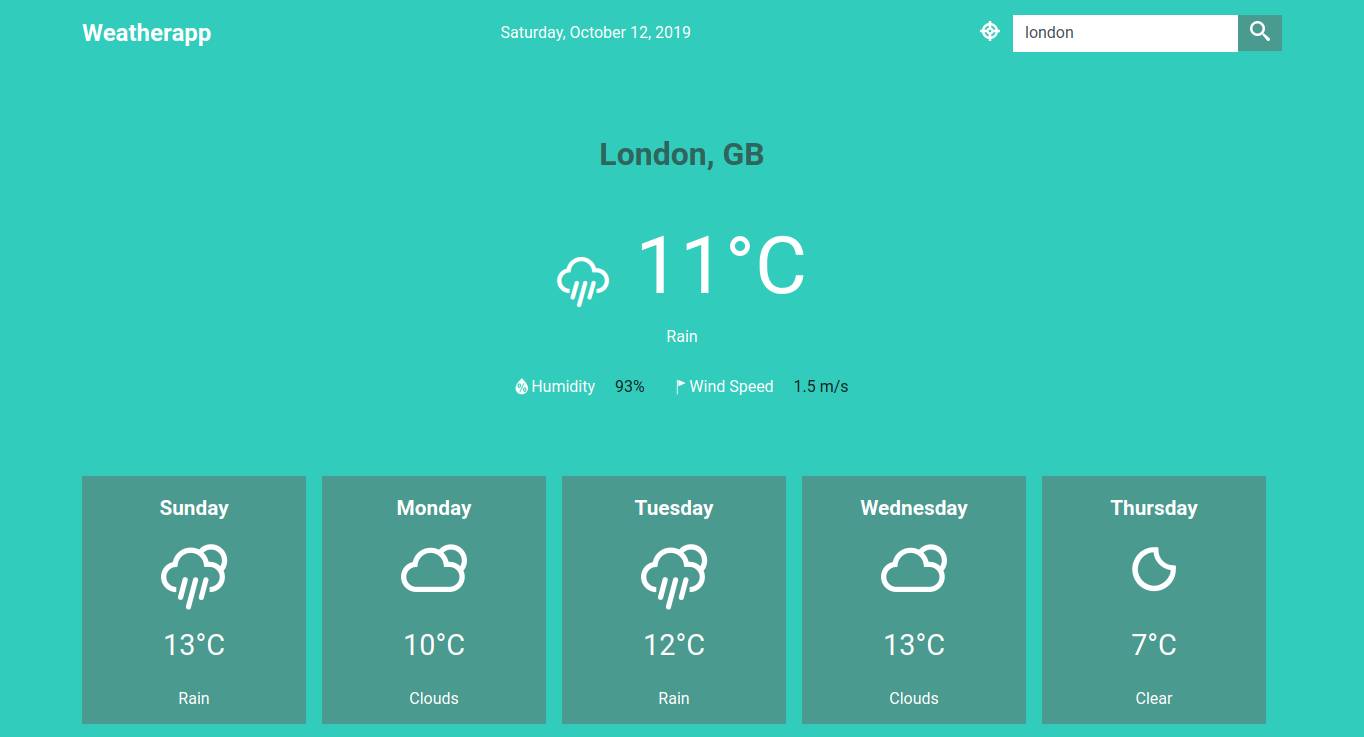 Weatherapp
Saturday, October 12, 2019
london
London, GB
11°C
Rain
% Humidity 93% Wind Speed 1.5 m/s
Sunday
13°C
Rain
Monday
10°C
Clouds
Tuesday
12°C
Rain
Wednesday
13°C
Clouds
Thursday
7°C
Clear